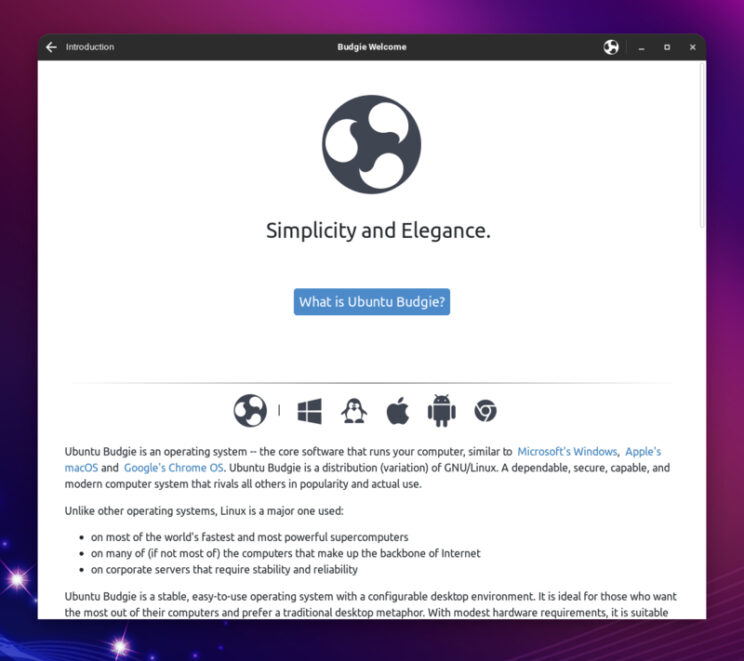 Introduction
Budgie Welcome
Simplicity and Elegance.
What is Ubuntu Budgie?
Ubuntu Budgie is an operating system -- the core software that runs your computer, similar to Microsoft's Windows, Apple's
macOS and Google's Chrome OS. Ubuntu Budgie is a distribution (variation) of GNU/Linux. A dependable, secure, capable, and
modern computer system that rivals all others in popularity and actual use.
Unlike other operating systems, Linux is a major one used:
• on most of the world's fastest and most powerful supercomputers
• on many of (if not most of) the computers that make up the backbone of Internet
• on corporate servers that require stability and reliability
Ubuntu Budgie is a stable, easy-to-use operating system with a configurable desktop environment. It is ideal for those who want
the most out of their computers and prefer a traditional desktop metaphor. With modest hardware requirements, it is suitable